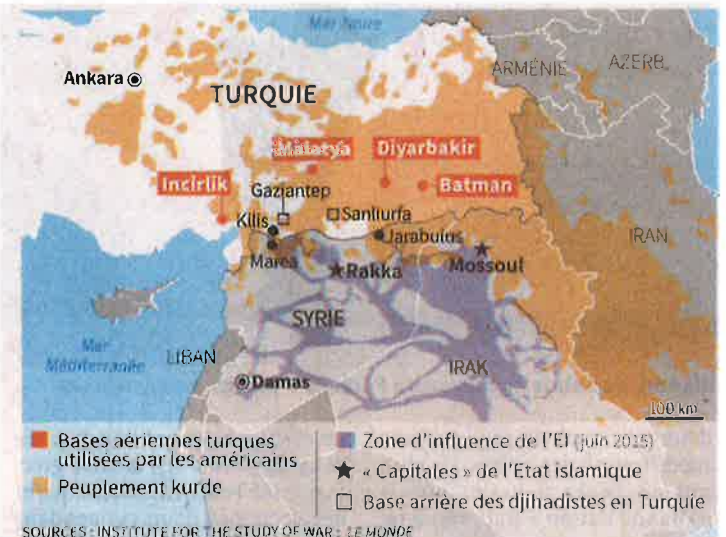 Mer Noire
ARMÉNIE
AZERB.
Ankara
TURQUIE
Malatya
Diyarbakir
Incirlik
Batman
Gaziantep
Sanliurfa
Kilis
Jarabulus
IRAN
Marea
Rakka
Mossoul
SYRIE
Mer
Méditerranée
LIBAN
IRAK
Damas
100 km
Bases aériennes turques
utilisées par les américains
Peuplement kurde
Zone d'influence de l'EI (juin 2015)
« Capitales » de l'Etat islamique
Base arrière des djihadistes en Turquie
SOURCES : INSTITUTE FOR THE STUDY OF WAR ; LE MONDE